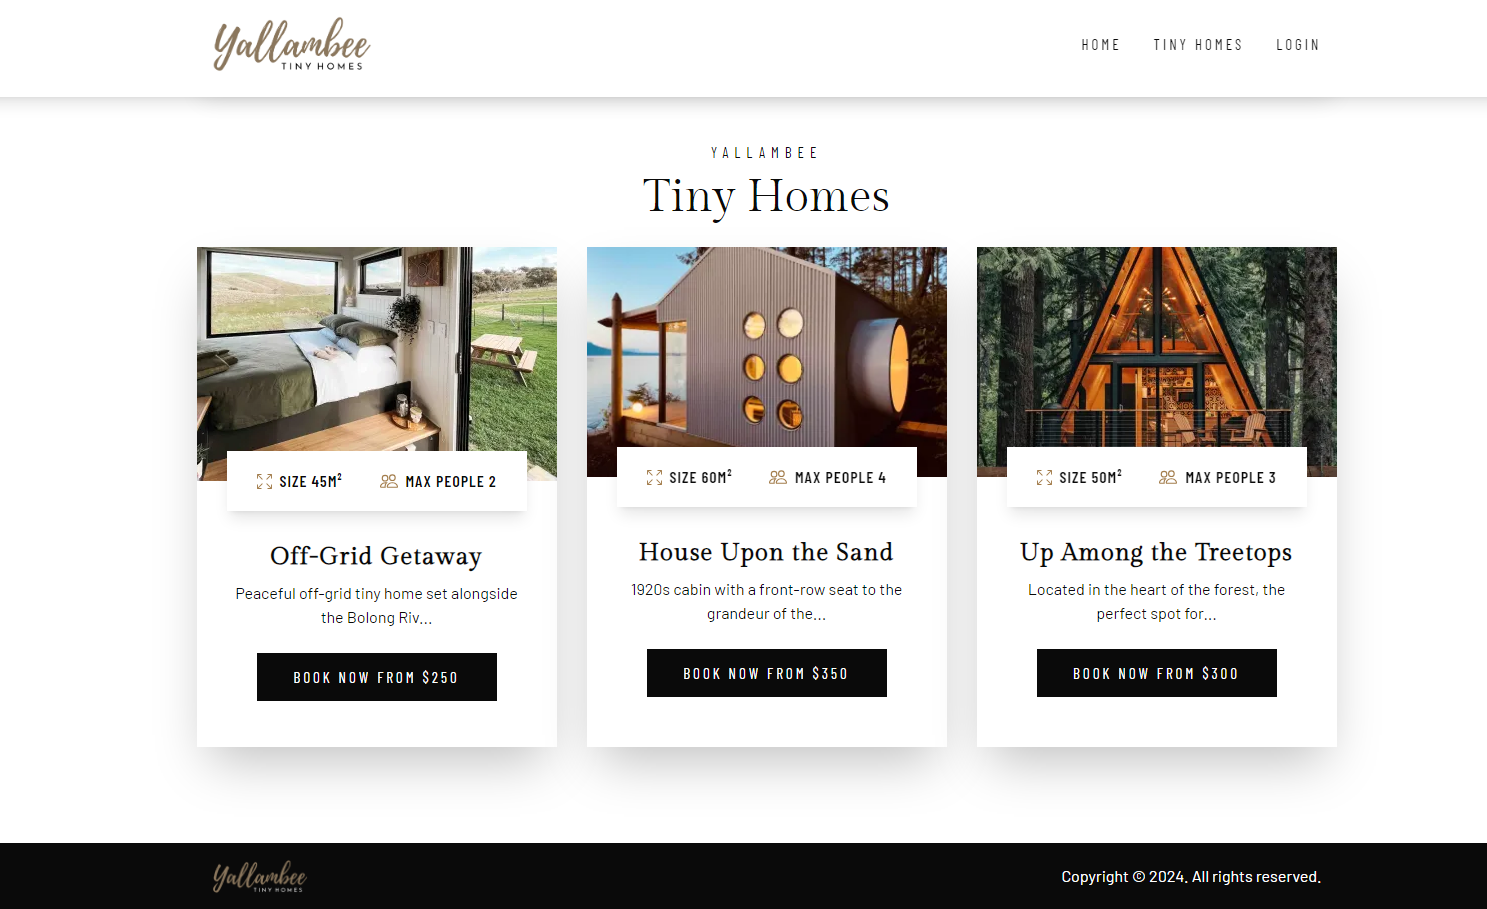 Yallambee
TINY HOMES
HOME TINY HOMES LOGIN
YALLAMBEE
Tiny Homes
SIZE 45M² MAX PEOPLE 2
Off-Grid Getaway
Peaceful off-grid tiny home set alongside
the Bolong Riv...
BOOK NOW FROM $250
SIZE 60M² MAX PEOPLE 4
House Upon the Sand
1920s cabin with a front-row seat to the
grandeur of the...
BOOK NOW FROM $350
SIZE 50M² MAX PEOPLE 3
Up Among the Treetops
Located in the heart of the forest, the
perfect spot for...
BOOK NOW FROM $300
Yallambee
TINY HOMES
Copyright © 2024. All rights reserved.